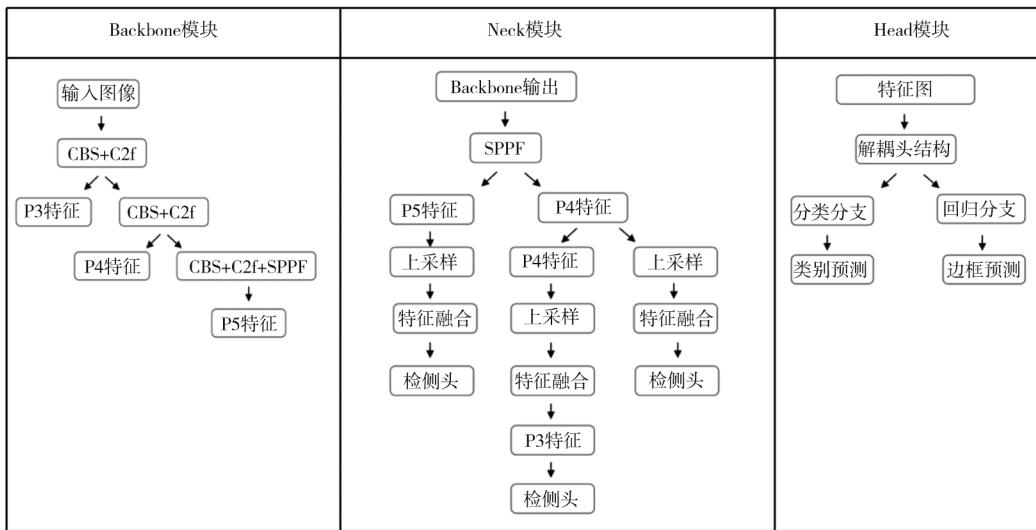 Backbone模块
Neck模块
Head模块
输入图像
CBS+C2f
P3特征
CBS+C2f
P4特征
CBS+C2f+SPPF
P5特征
Backbone输出
SPPF
P5特征
P4特征
上采样
P4特征
上采样
特征融合
上采样
特征融合
检侧头
特征融合
检侧头
P3特征
检侧头
特征图
解耦头结构
分类分支
回归分支
类别预测
边框预测